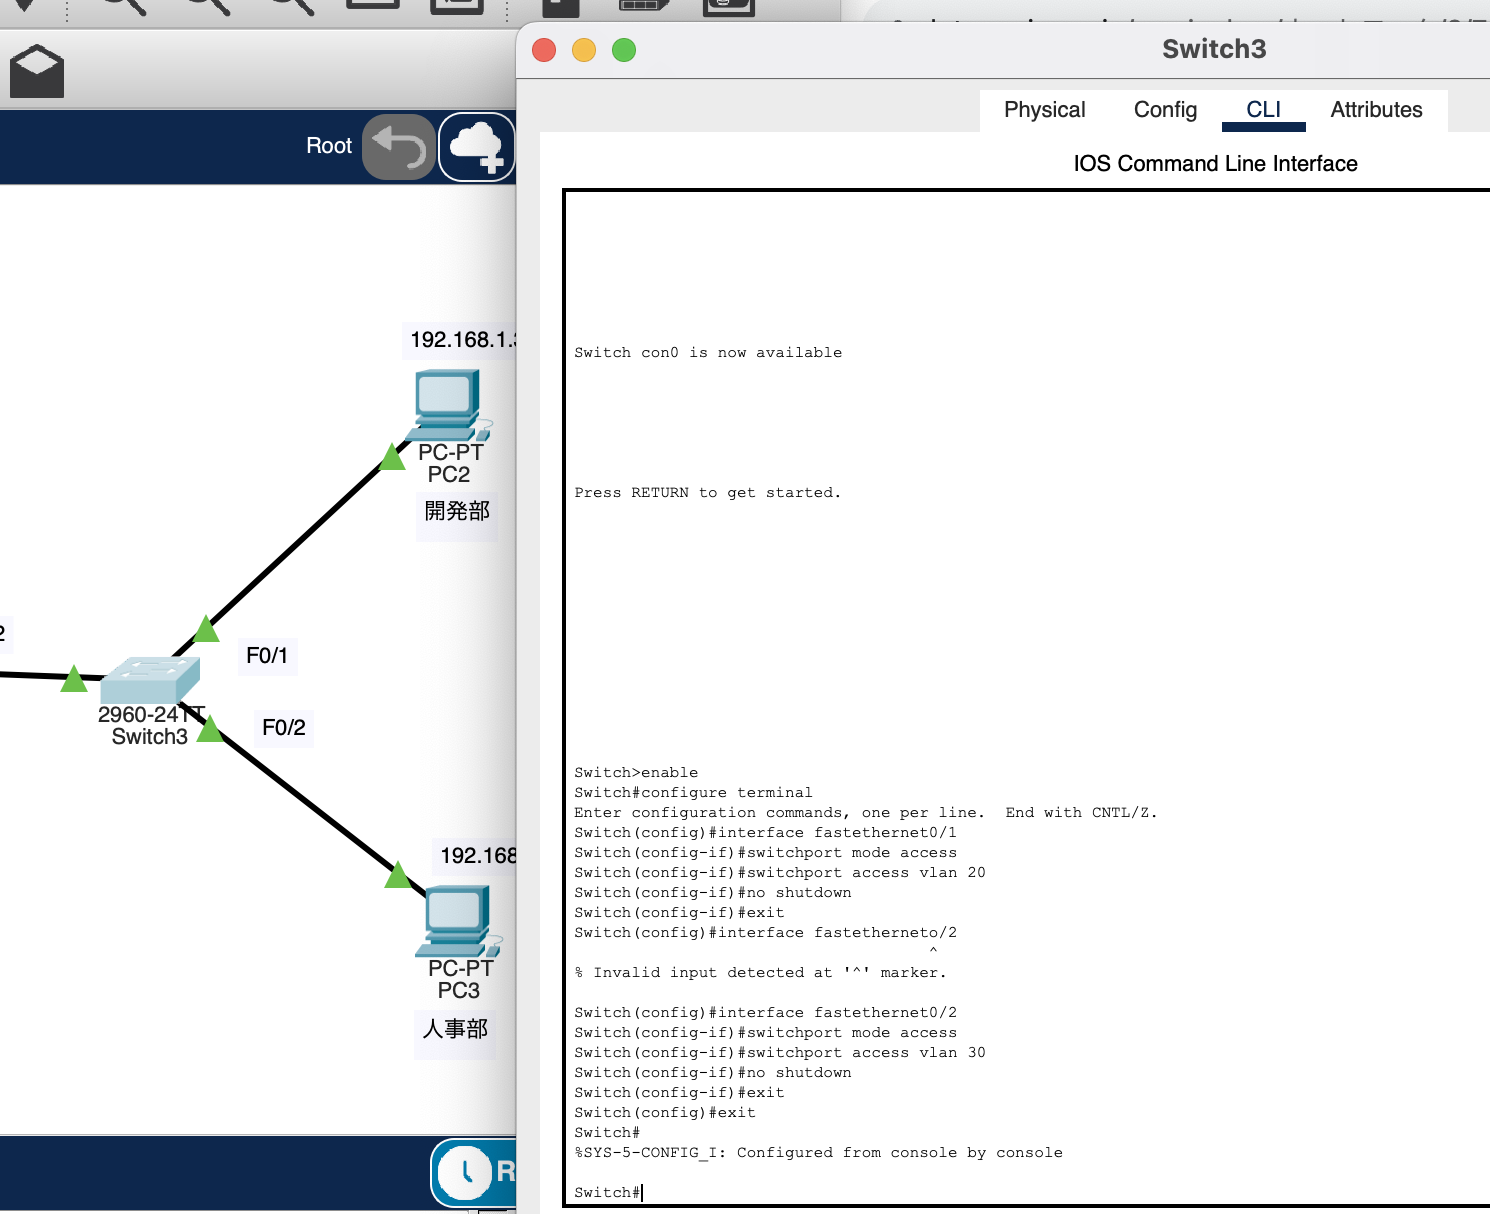 Switch3
Physical Config CLI Attributes
IOS Command Line Interface
Root
192.168.1.
PC-PT
PC2
開発部
2
F0/1
2960-24TT
Switch3
F0/2
192.168
PC-PT
PC3
人事部
R
Switch con0 is now available
Press RETURN to get started.
Switch>enable
Switch#configure terminal
Enter configuration commands, one per line.  End with CNTL/Z.
Switch(config)#interface fastethernet0/1
Switch(config-if)#switchport mode access
Switch(config-if)#switchport access vlan 20
Switch(config-if)#no shutdown
Switch(config-if)#exit
Switch(config)#interface fastetherneto/2
^
% Invalid input detected at '^' marker.
Switch(config)#interface fastethernet0/2
Switch(config-if)#switchport mode access
Switch(config-if)#switchport access vlan 30
Switch(config-if)#no shutdown
Switch(config-if)#exit
Switch(config)#exit
Switch#
%SYS-5-CONFIG_I: Configured from console by console
Switch#